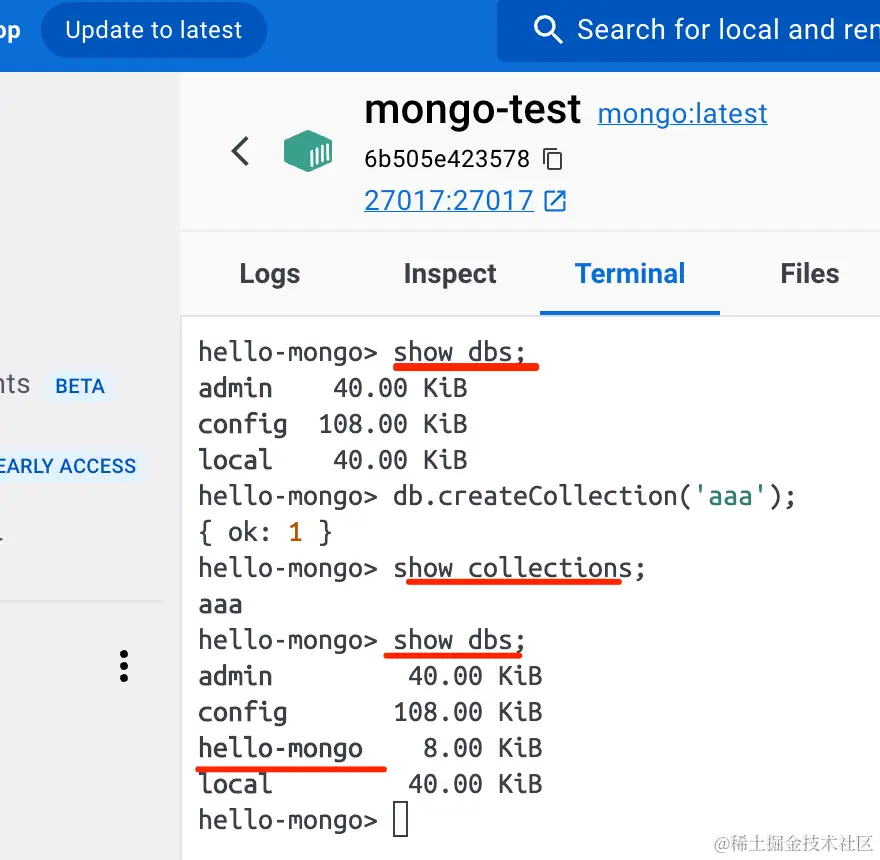 pp Update to latest Search for local and ren
mongo-test mongo:latest
6b505e423578
27017:27017
Logs Inspect Terminal Files
hello-mongo> show dbs;
nts BETA
admin 40.00 KiB
config 108.00 KiB
EARLY ACCESS
local 40.00 KiB
hello-mongo> db.createCollection('aaa');
{ ok: 1 }
hello-mongo> show collections;
aaa
hello-mongo> show dbs;
admin 40.00 KiB
config 108.00 KiB
hello-mongo 8.00 KiB
local 40.00 KiB
hello-mongo>
@稀土掘金技术社区